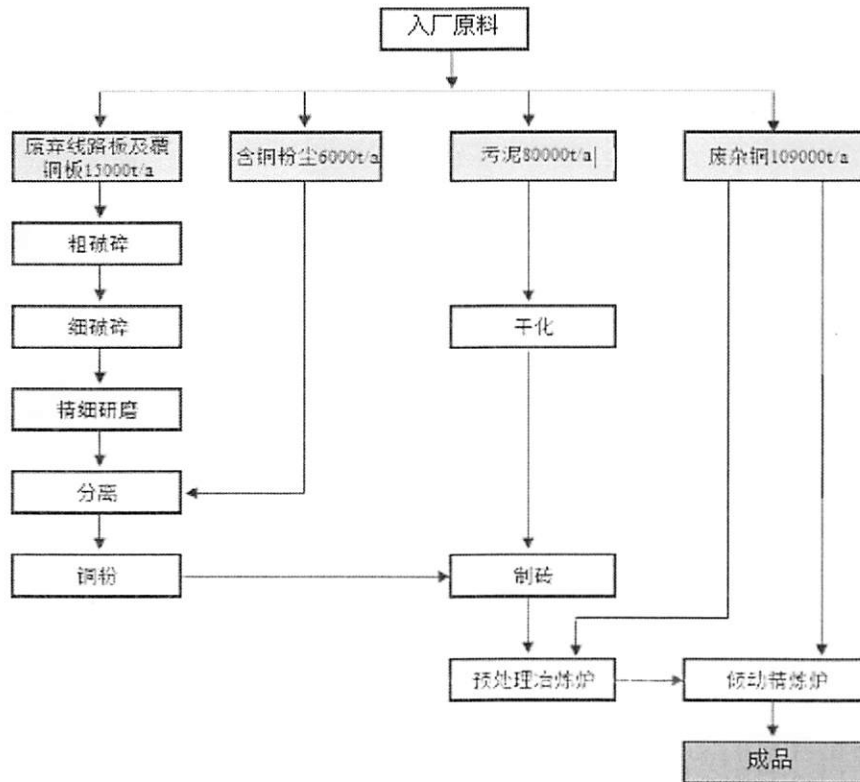 入厂原料
废弃线路板及覆
铜板15000t/a
含铜粉尘6000t/a
污泥80000t/a
废杂铜109000t/a
粗破碎
细破碎
干化
精细研磨
分离
铜粉
制砖
预处理冶炼炉
倾动精炼炉
成品